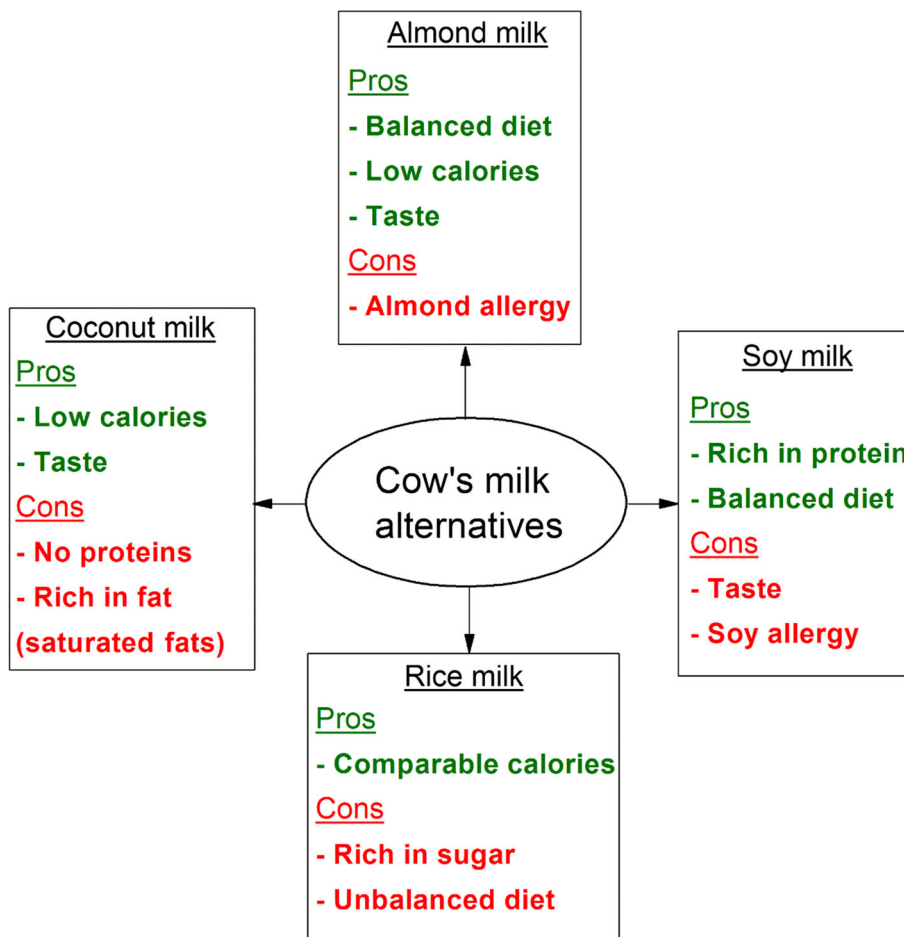 Almond milk
Pros
- Balanced diet
- Low calories
- Taste
Cons
- Almond allergy
Coconut milk
Pros
- Low calories
- Taste
Cons
- No proteins
- Rich in fat
(saturated fats)
Cow's milk
alternatives
Soy milk
Pros
- Rich in protein
- Balanced diet
Cons
- Taste
- Soy allergy
Rice milk
Pros
- Comparable calories
Cons
- Rich in sugar
- Unbalanced diet